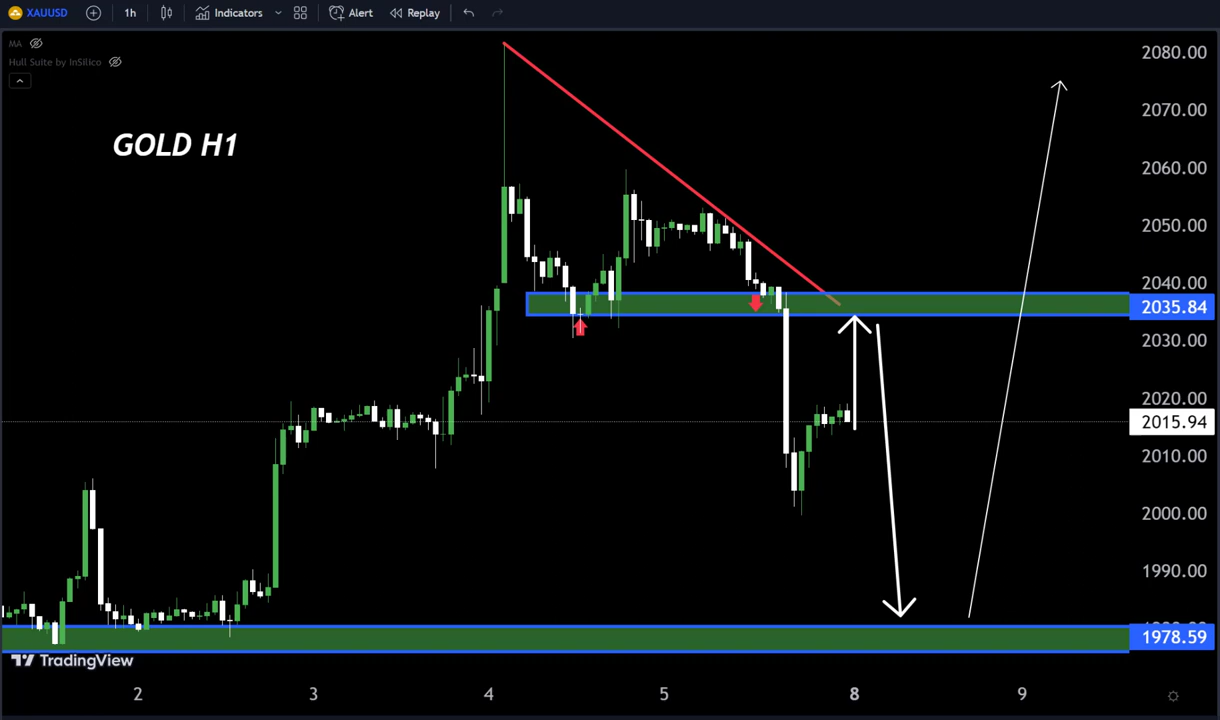 XAUUSD 1h Indicators Alert Replay
MA
Hull Suite by InSilico
GOLD H1
2080.00
2070.00
2060.00
2050.00
2040.00
2035.84
2030.00
2020.00
2015.94
2010.00
2000.00
1990.00
1978.59
TradingView
2 3 4 5 8 9